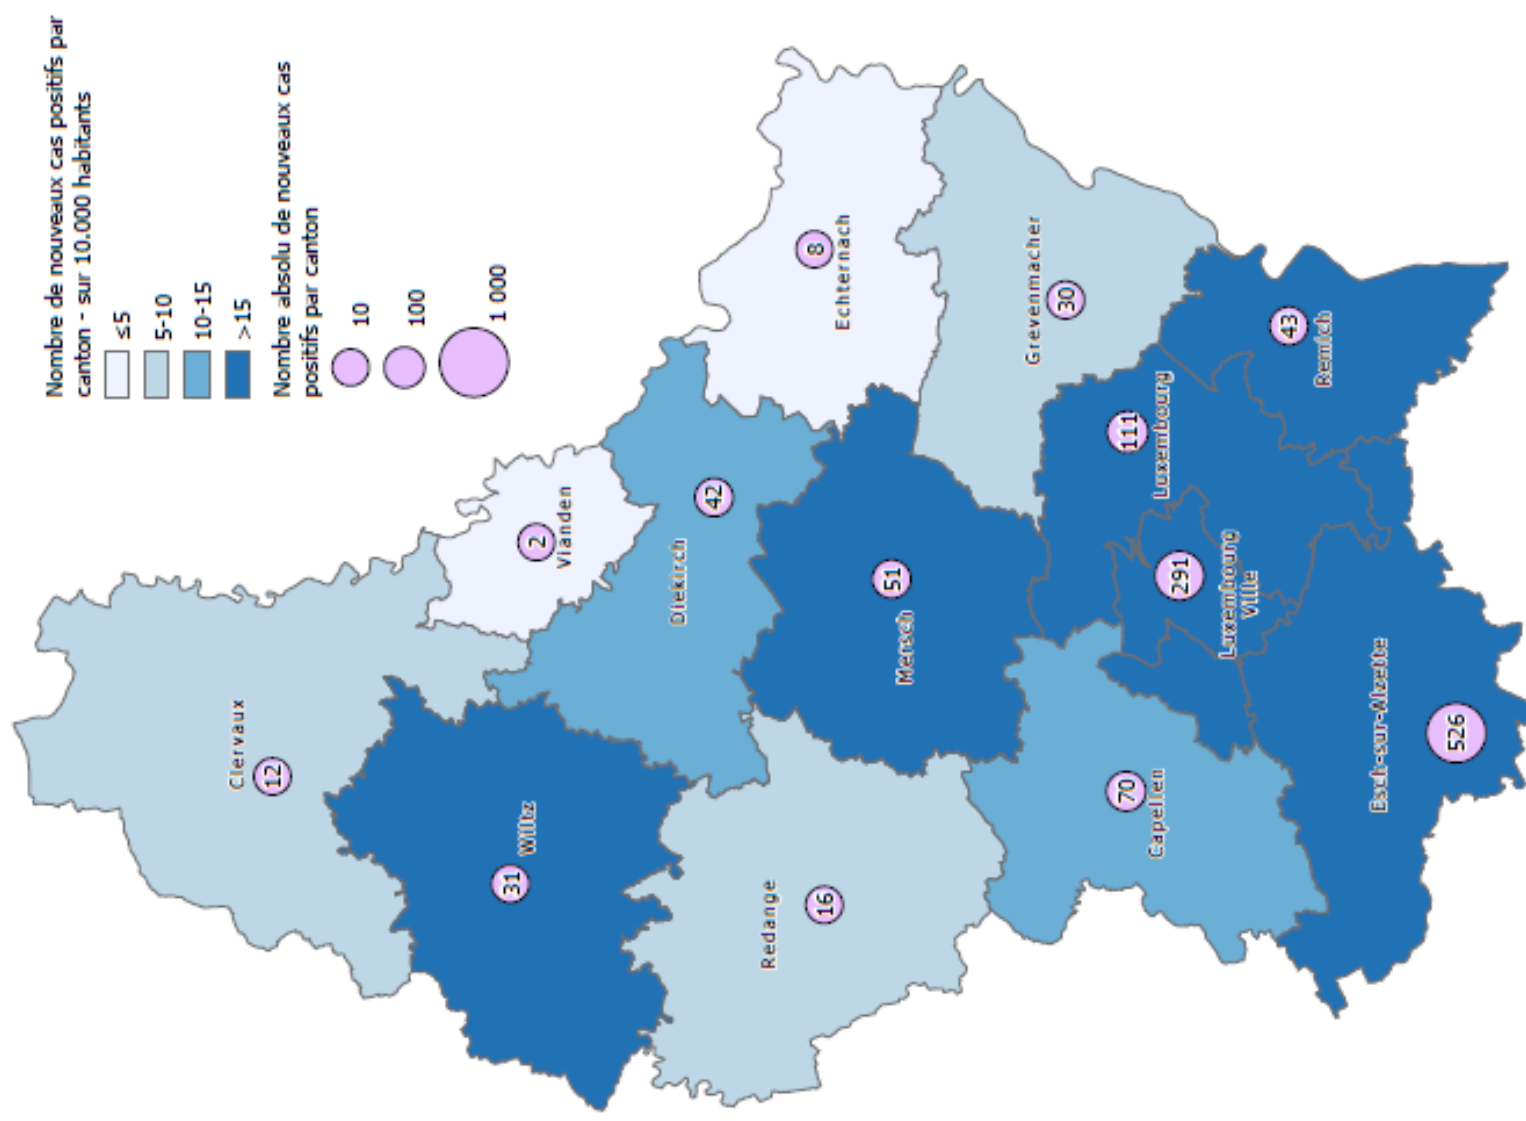 Nombre de nouveaux cas positifs par
canton - sur 10.000 habitants
≤5
5-10
10-15
>15
Nombre absolu de nouveaux cas
positifs par canton
10
100
1 000
Clervaux
12
Wiltz
31
Vianden
2
Diekirch
42
Redange
16
Echternach
8
Mersch
51
Grevenmacher
30
Capellen
70
Luxembourg
111
Luxembourg
Ville
291
Remich
43
Esch-sur-Alzette
526